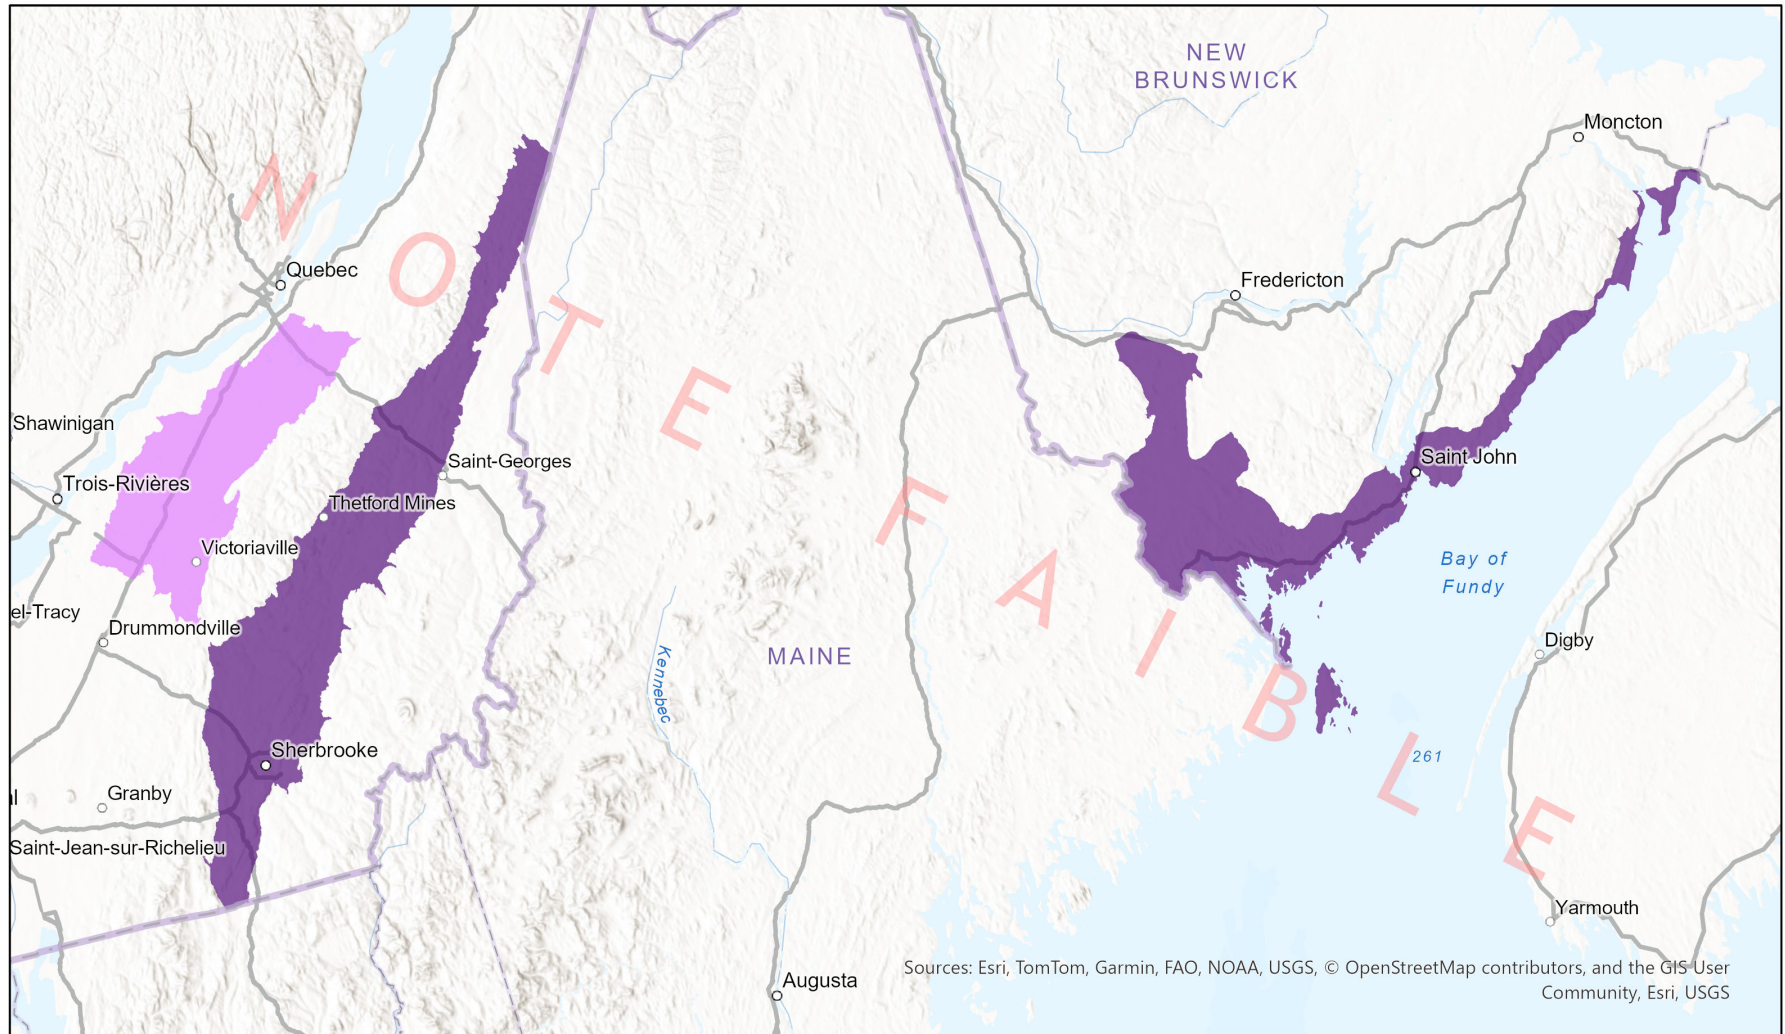 NEW
BRUNSWICK
Moncton
Quebec
Fredericton
NOTE FAIBLE
Shawinigan
Saint-Georges
Saint John
Trois-Rivières
Thetford Mines
Victoriaville
Bay of
Fundy
el-Tracy
Drummondville
Digby
MAINE
Kennebec
Sherbrooke
261
Granby
al
Saint-Jean-sur-Richelieu
Yarmouth
Augusta
Sources: Esri, TomTom, Garmin, FAO, NOAA, USGS, © OpenStreetMap contributors, and the GIS User
Community, Esri, USGS